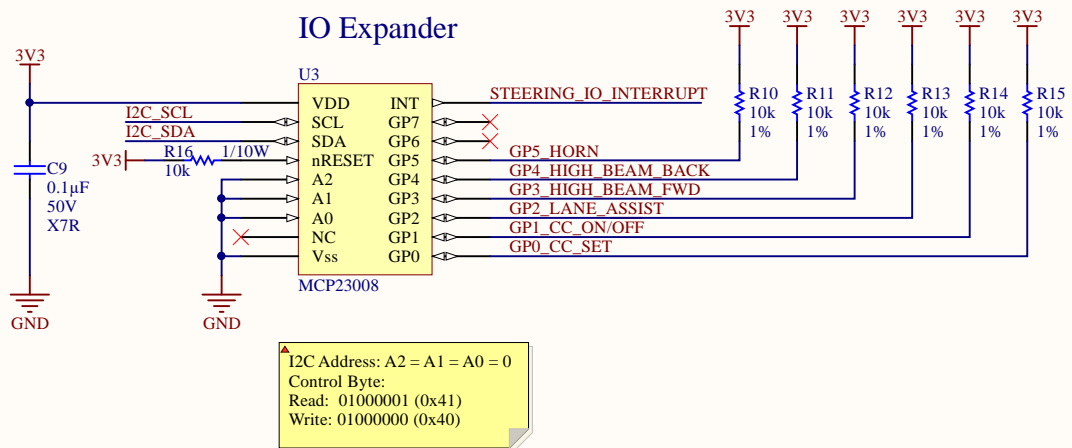 IO Expander
3V3
3V3
3V3
3V3
3V3
3V3
3V3
U3
VDD
SCL
SDA
nRESET
A2
A1
A0
NC
Vss
INT
GP7
GP6
GP5
GP4
GP3
GP2
GP1
GP0
MCP23008
I2C_SCL
I2C_SDA
3V3
R16
10k
1/10W
C9
0.1µF
50V
X7R
GND
GND
STEERING_IO_INTERRUPT
GP5_HORN
GP4_HIGH_BEAM_BACK
GP3_HIGH_BEAM_FWD
GP2_LANE_ASSIST
GP1_CC_ON/OFF
GP0_CC_SET
R10
10k
1%
R11
10k
1%
R12
10k
1%
R13
10k
1%
R14
10k
1%
R15
10k
1%
I2C Address: A2 = A1 = A0 = 0
Control Byte:
Read: 01000001 (0x41)
Write: 01000000 (0x40)